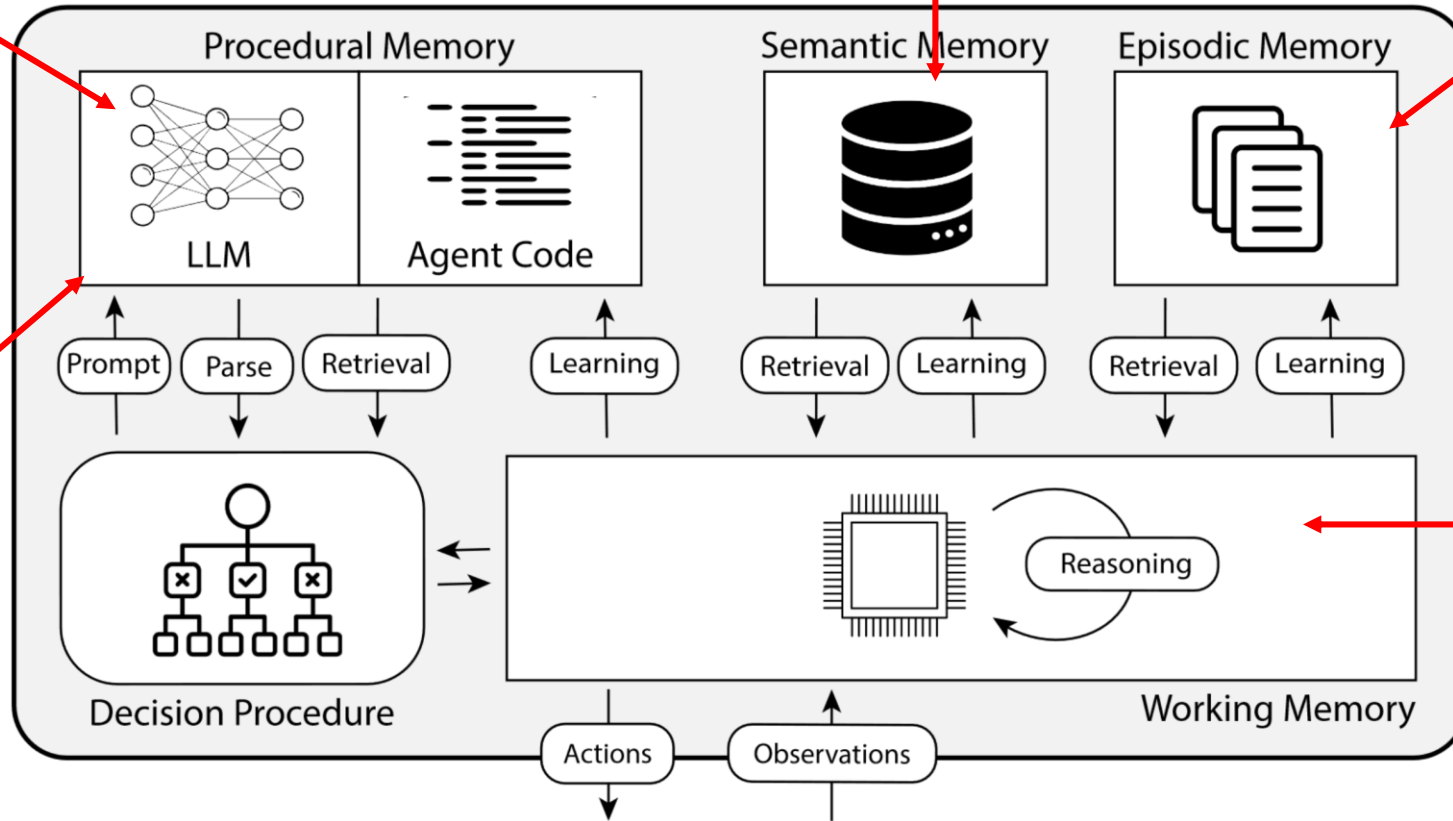 Procedural Memory
Semantic Memory
Episodic Memory
LLM
Agent Code
Prompt
Parse
Retrieval
Learning
Retrieval
Learning
Retrieval
Learning
Reasoning
Decision Procedure
Working Memory
Actions
Observations